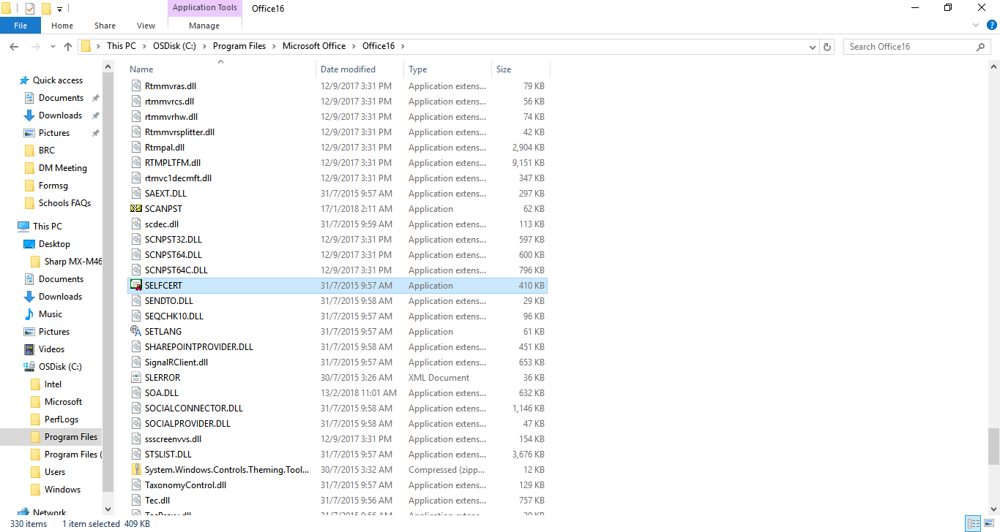 Application Tools Office16
File Home Share View Manage
This PC OSDisk (C:) Program Files Microsoft Office Office16 Search Office16
Quick access
Documents
Downloads
Pictures
BRC
DM Meeting
Formsg
Schools FAQs
This PC
Desktop
Sharp MX-M46
Documents
Downloads
Music
Pictures
Videos
OSDisk (C:)
Intel
Microsoft
PerfLogs
Program Files
Program Files (
Users
Windows
Network
Name Date modified Type Size
Rtmmvras.dll 12/9/2017 3:31 PM Application extens... 79 KB
rtmmvrcs.dll 12/9/2017 3:31 PM Application extens... 56 KB
rtmmvrhw.dll 12/9/2017 3:31 PM Application extens... 74 KB
Rtmmvrsplitter.dll 12/9/2017 3:31 PM Application extens... 42 KB
Rtmpal.dll 12/9/2017 3:31 PM Application extens... 2,904 KB
RTMPLTFM.dll 12/9/2017 3:31 PM Application extens... 9,151 KB
rtmvc1decmft.dll 12/9/2017 3:31 PM Application extens... 347 KB
SAEXT.DLL 31/7/2015 9:57 AM Application extens... 297 KB
SCANPST 17/1/2018 2:11 AM Application 62 KB
scdec.dll 31/7/2015 9:59 AM Application extens... 113 KB
SCNPST32.DLL 12/9/2017 3:31 PM Application extens... 597 KB
SCNPST64.DLL 12/9/2017 3:31 PM Application extens... 600 KB
SCNPST64C.DLL 12/9/2017 3:31 PM Application extens... 796 KB
SELFCERT 31/7/2015 9:57 AM Application 410 KB
SENDTO.DLL 31/7/2015 9:58 AM Application extens... 29 KB
SEQCHK10.DLL 31/7/2015 9:57 AM Application extens... 96 KB
SETLANG 31/7/2015 9:57 AM Application 61 KB
SHAREPOINTPROVIDER.DLL 31/7/2015 9:58 AM Application extens... 451 KB
SignalRClient.dll 31/7/2015 9:57 AM Application extens... 653 KB
SLERROR 30/7/2015 3:26 AM XML Document 36 KB
SOA.DLL 13/2/2018 11:01 AM Application extens... 632 KB
SOCIALCONNECTOR.DLL 31/7/2015 9:58 AM Application extens... 1,146 KB
SOCIALPROVIDER.DLL 31/7/2015 9:58 AM Application extens... 47 KB
ssscreenvvs.dll 12/9/2017 3:31 PM Application extens... 154 KB
STSLIST.DLL 31/7/2015 9:57 AM Application extens... 3,676 KB
System.Windows.Controls.Theming.Tool... 30/7/2015 3:32 AM Compressed (zipp... 12 KB
TaxonomyControl.dll 31/7/2015 9:57 AM Application extens... 129 KB
Tec.dll 31/7/2015 9:56 AM Application extens... 757 KB
330 items 1 item selected 409 KB